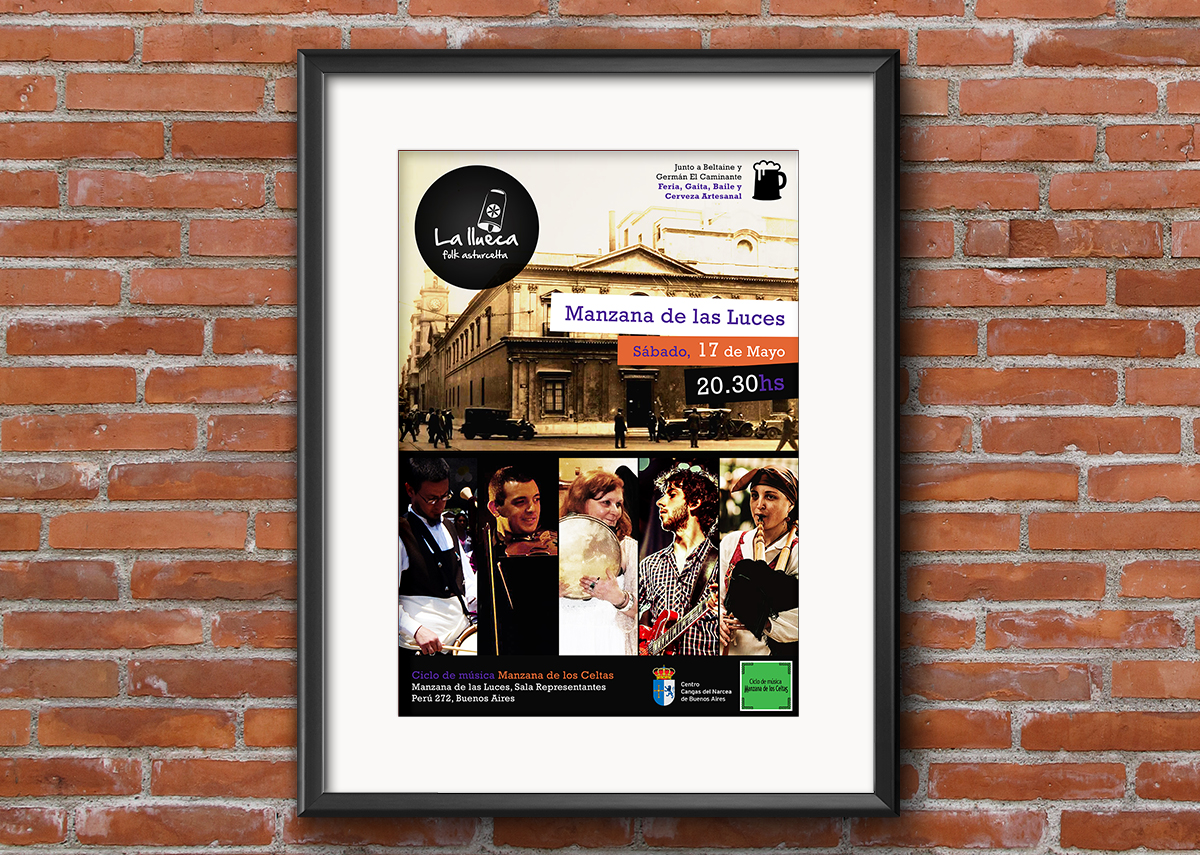 Junto a Beltaine y
Germán El Caminante
Feria, Gaita, Baile y
Cerveza Artesanal
La llueca
folk asturcelta
Manzana de las Luces
Sábado, 17 de Mayo
20.30hs
Ciclo de música Manzana de los Celtas
Manzana de las Luces, Sala Representantes
Perú 272, Buenos Aires
Centro
Cangas del Narcea
de Buenos Aires
Ciclo de música
Manzana de los Celtas